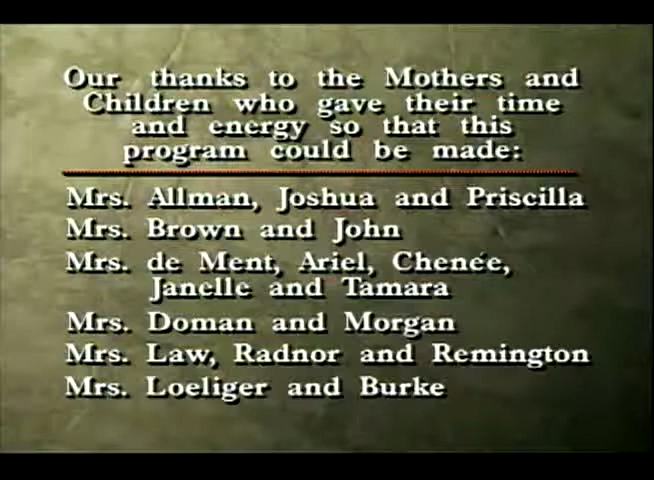 Our thanks to the Mothers and
Children who gave their time
and energy so that this
program could be made:
Mrs. Allman, Joshua and Priscilla
Mrs. Brown and John
Mrs. de Ment, Ariel, Chenée,
Janelle and Tamara
Mrs. Doman and Morgan
Mrs. Law, Radnor and Remington
Mrs. Loeliger and Burke